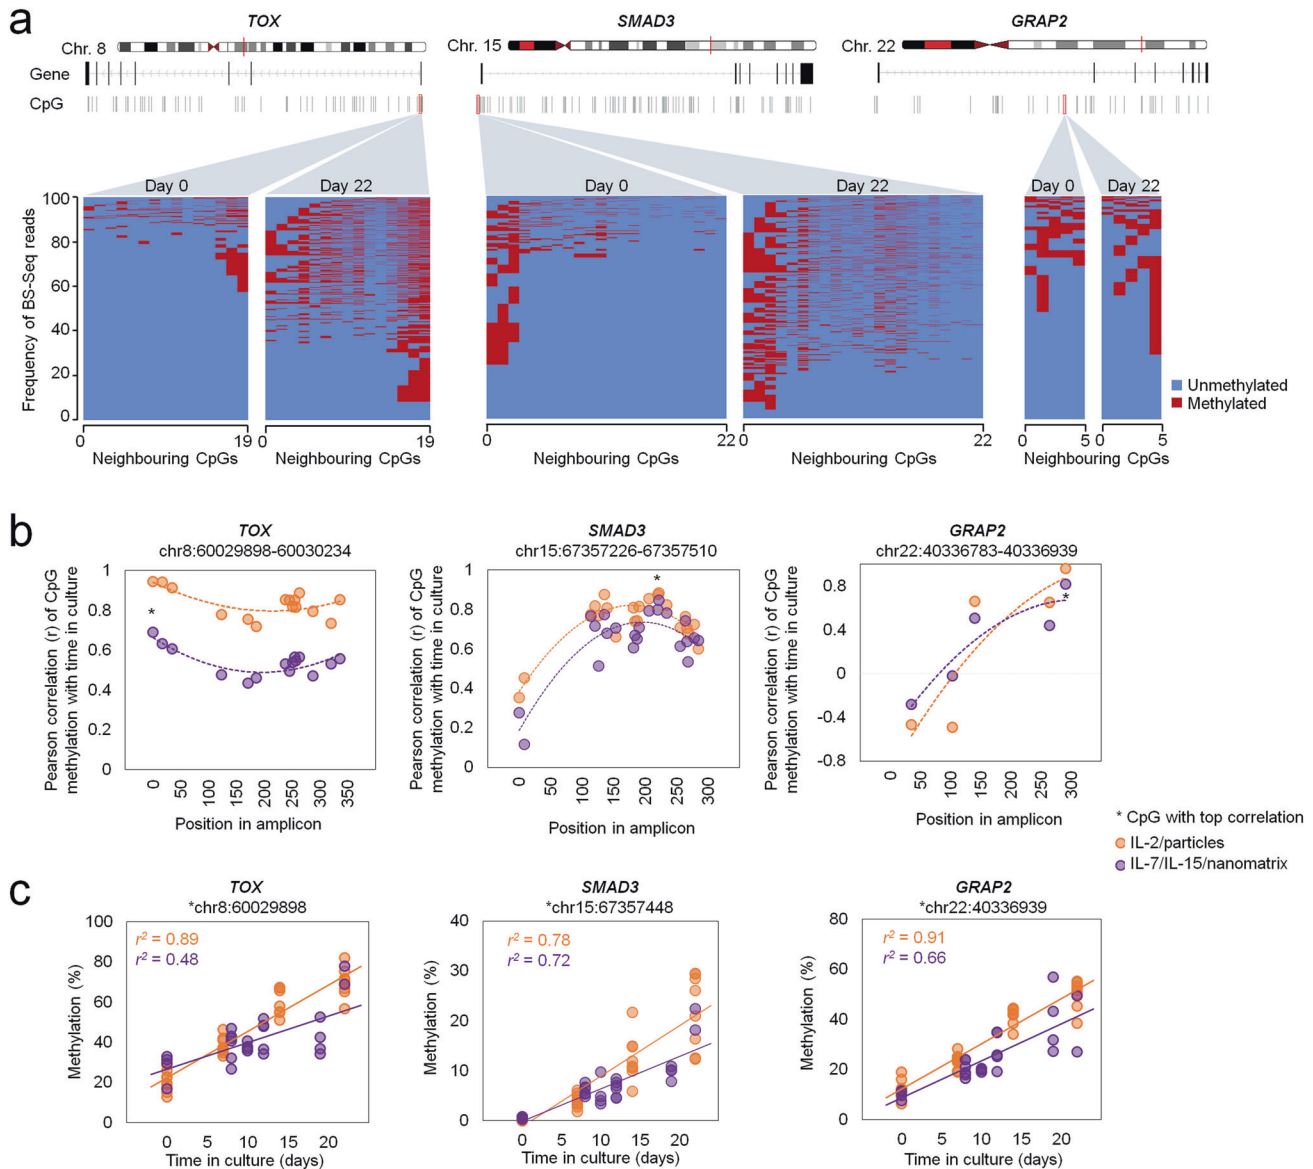 a
TOX
SMAD3
GRAP2
Chr. 8
Chr. 15
Chr. 22
Gene
CpG
Day 0
Day 22
Day 0
Day 22
Day 0
Day 22
Frequency of BS-Seq reads
100
80
60
40
20
0
Unmethylated
Methylated
0 19 0 19
0 22 0 22
0 5 0 5
Neighbouring CpGs
Neighbouring CpGs
Neighbouring CpGs
Neighbouring CpGs
Neighbouring CpGs
b
TOX
chr8:60029898-60030234
Pearson correlation (r) of CpG
methylation with time in culture
1
0.8
0.6
0.4
0.2
0
*
0 50 100 150 200 250 300 350
Position in amplicon
SMAD3
chr15:67357226-67357510
Pearson correlation (r) of CpG
methylation with time in culture
1
0.8
0.6
0.4
0.2
0
*
0 50 100 150 200 250 300
Position in amplicon
GRAP2
chr22:40336783-40336939
Pearson correlation (r) of CpG
methylation with time in culture
0.8
0.4
0
-0.4
-0.8
*
0 50 100 150 200 250 300
Position in amplicon
* CpG with top correlation
IL-2/particles
IL-7/IL-15/nanomatrix
c
TOX
*chr8:60029898
r² = 0.89
r² = 0.48
Methylation (%)
100
80
60
40
20
0
0 5 10 15 20
Time in culture (days)
SMAD3
*chr15:67357448
r² = 0.78
r² = 0.72
Methylation (%)
40
30
20
10
0
0 5 10 15 20
Time in culture (days)
GRAP2
*chr22:40336939
r² = 0.91
r² = 0.66
Methylation (%)
80
60
40
20
0
0 5 10 15 20
Time in culture (days)